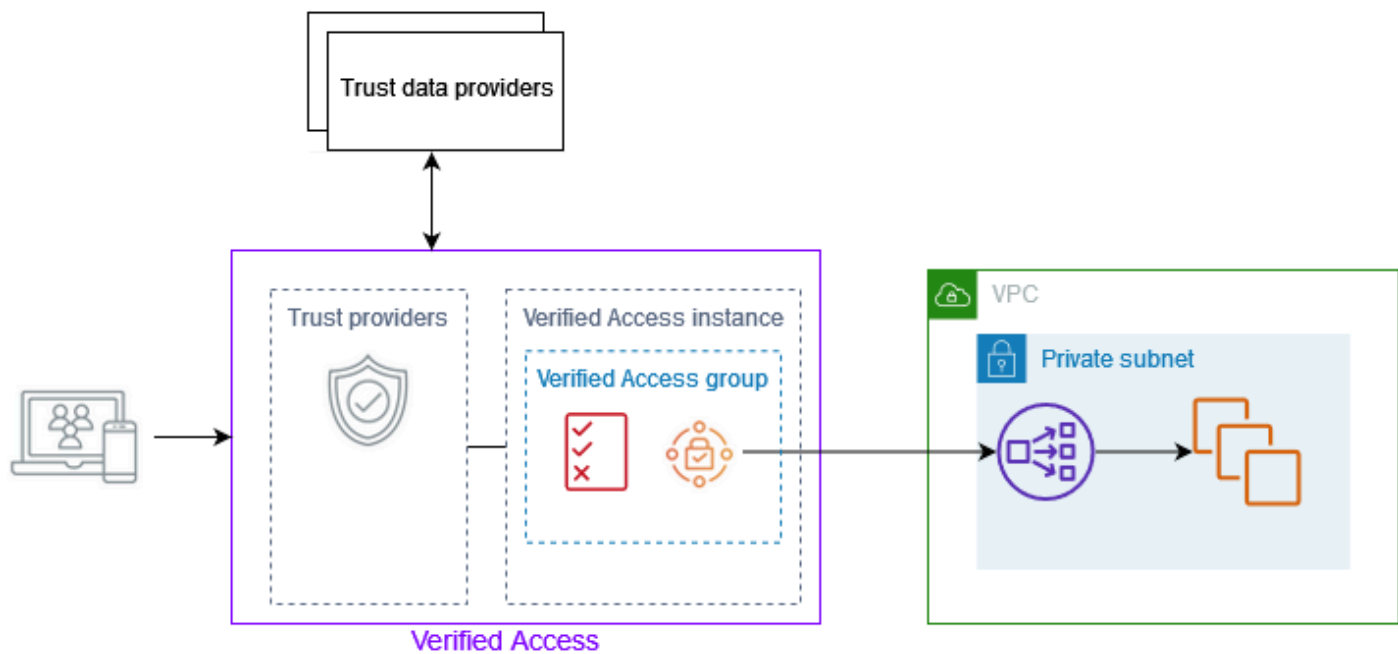 Trust data providers
Trust providers
Verified Access instance
Verified Access group
VPC
Private subnet
Verified Access